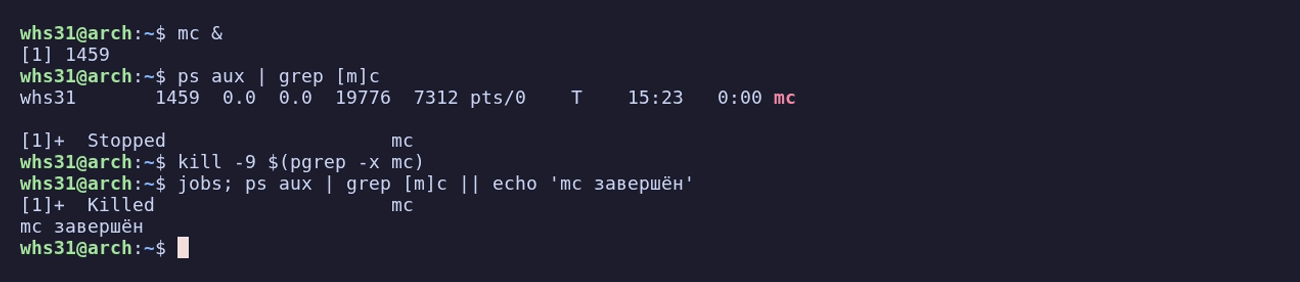 whs31@arch:~$ mc &
[1] 1459
whs31@arch:~$ ps aux | grep [m]c
whs31       1459  0.0  0.0  19776  7312 pts/0    T    15:23   0:00 mc

[1]+  Stopped                    mc
whs31@arch:~$ kill -9 $(pgrep -x mc)
whs31@arch:~$ jobs; ps aux | grep [m]c || echo 'mc завершён'
[1]+  Killed                     mc
mc завершён
whs31@arch:~$